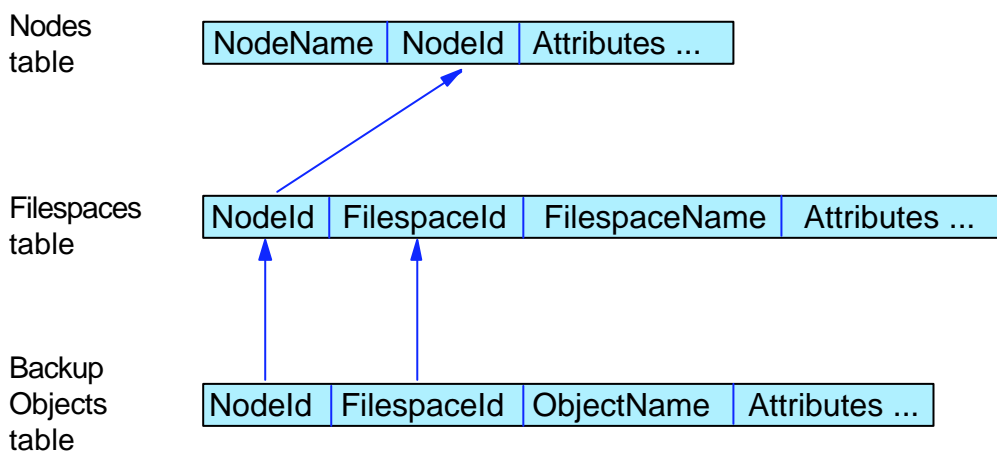 Nodes
table
NodeName NodeId Attributes ...
Filespaces
table
NodeId FilespaceId FilespaceName Attributes ...
Backup
Objects
table
NodeId FilespaceId ObjectName Attributes ...